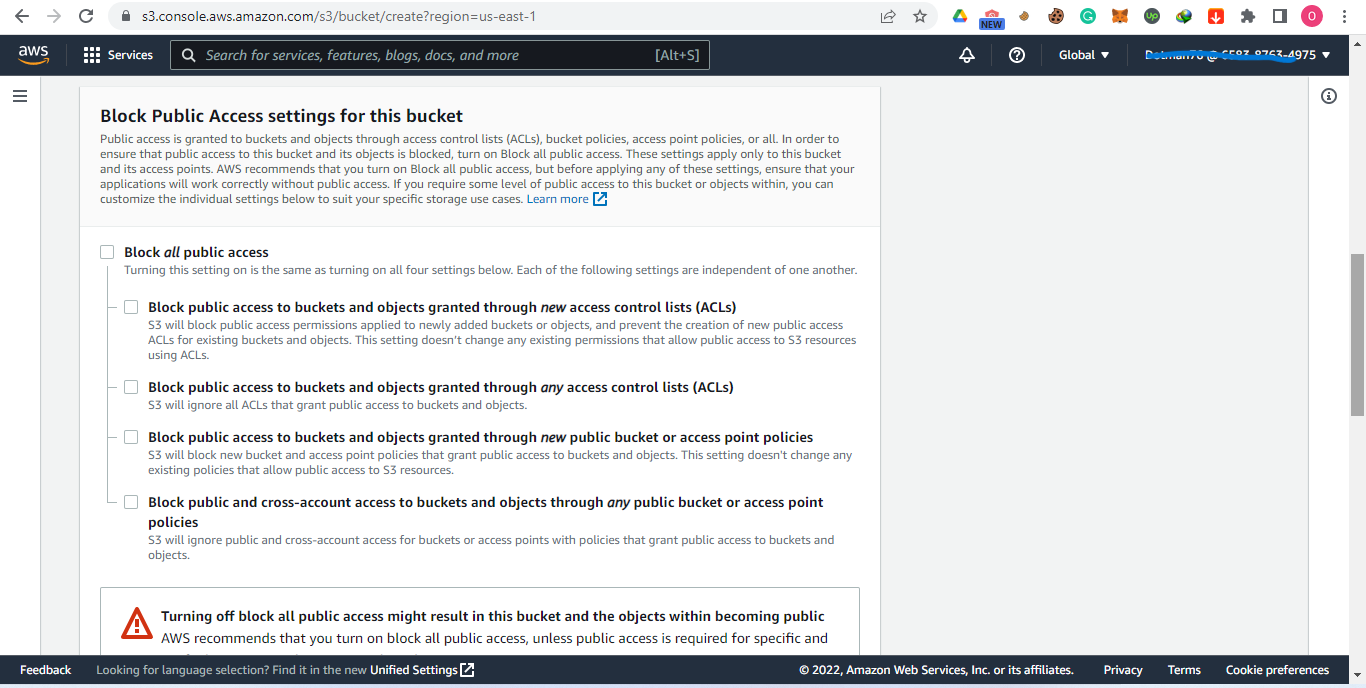 s3.console.aws.amazon.com/s3/bucket/create?region=us-east-1
NEW
G
Up
O
aws
Services
Search for services, features, blogs, docs, and more
[Alt+S]
Global
4975
Block Public Access settings for this bucket
Public access is granted to buckets and objects through access control lists (ACLs), bucket policies, access point policies, or all. In order to
ensure that public access to this bucket and its objects is blocked, turn on Block all public access. These settings apply only to this bucket
and its access points. AWS recommends that you turn on Block all public access, but before applying any of these settings, ensure that your
applications will work correctly without public access. If you require some level of public access to this bucket or objects within, you can
customize the individual settings below to suit your specific storage use cases. Learn more
Block all public access
Turning this setting on is the same as turning on all four settings below. Each of the following settings are independent of one another.
Block public access to buckets and objects granted through new access control lists (ACLs)
S3 will block public access permissions applied to newly added buckets or objects, and prevent the creation of new public access
ACLs for existing buckets and objects. This setting doesn't change any existing permissions that allow public access to S3 resources
using ACLs.
Block public access to buckets and objects granted through any access control lists (ACLs)
S3 will ignore all ACLs that grant public access to buckets and objects.
Block public access to buckets and objects granted through new public bucket or access point policies
S3 will block new bucket and access point policies that grant public access to buckets and objects. This setting doesn't change any
existing policies that allow public access to S3 resources.
Block public and cross-account access to buckets and objects through any public bucket or access point
policies
S3 will ignore public and cross-account access for buckets or access points with policies that grant public access to buckets and
objects.
Turning off block all public access might result in this bucket and the objects within becoming public
AWS recommends that you turn on block all public access, unless public access is required for specific and
Feedback
Looking for language selection? Find it in the new Unified Settings
© 2022, Amazon Web Services, Inc. or its affiliates.
Privacy
Terms
Cookie preferences